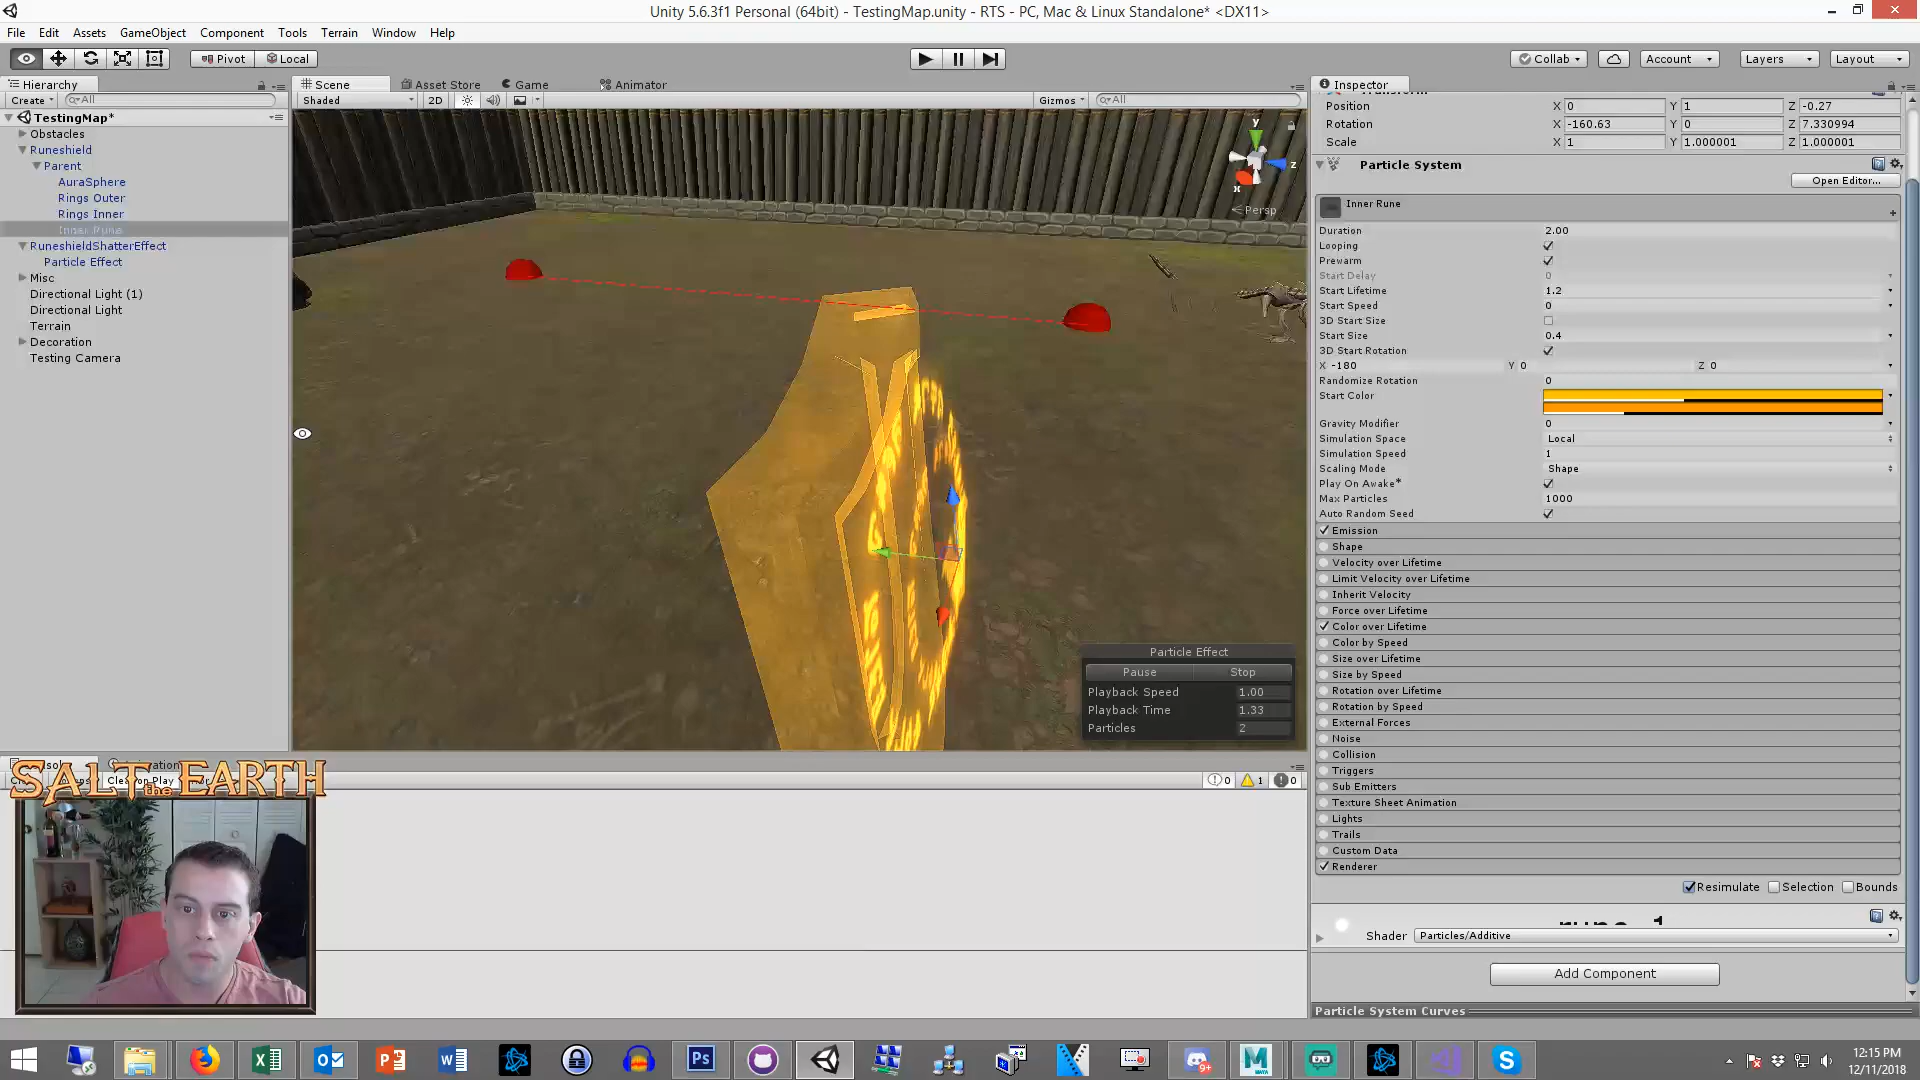 Unity 5.6.3f1 Personal (64bit) - TestingMap.unity - RTS - PC, Mac & Linux Standalone* <DX11>
File Edit Assets GameObject Component Tools Terrain Window Help
Pivot Local Collab Account Layers Layout
Hierarchy Scene Asset Store Game Animator Inspector
Create All Shaded 2D Gizmos All
TestingMap*
Obstacles
Runeshield
Parent
AuraSphere
Rings Outer
Rings Inner
Inner Rune
RuneshieldShatterEffect
Particle Effect
Misc
Directional Light (1)
Directional Light
Terrain
Decoration
Testing Camera
y
z
x
Persp
Particle Effect
Pause Stop
Playback Speed 1.00
Playback Time 1.33
Particles 2
Position X 0 Y 1 Z -0.27
Rotation X -160.63 Y 0 Z 7.330994
Scale X 1 Y 1.000001 Z 1.000001
Particle System
Open Editor...
Inner Rune
Duration 2.00
Looping
Prewarm
Start Delay 0
Start Lifetime 1.2
Start Speed 0
3D Start Size
Start Size 0.4
3D Start Rotation
X -180 Y 0 Z 0
Randomize Rotation 0
Start Color
Gravity Modifier 0
Simulation Space Local
Simulation Speed 1
Scaling Mode Shape
Play On Awake*
Max Particles 1000
Auto Random Seed
Emission
Shape
Velocity over Lifetime
Limit Velocity over Lifetime
Inherit Velocity
Force over Lifetime
Color over Lifetime
Color by Speed
Size over Lifetime
Size by Speed
Rotation over Lifetime
Rotation by Speed
External Forces
Noise
Collision
Triggers
Sub Emitters
Texture Sheet Animation
Lights
Trails
Custom Data
Renderer
Resimulate Selection Bounds
Shader Particles/Additive
Add Component
Particle System Curves
0 1 0
SALT the EARTH
12:15 PM
12/11/2018